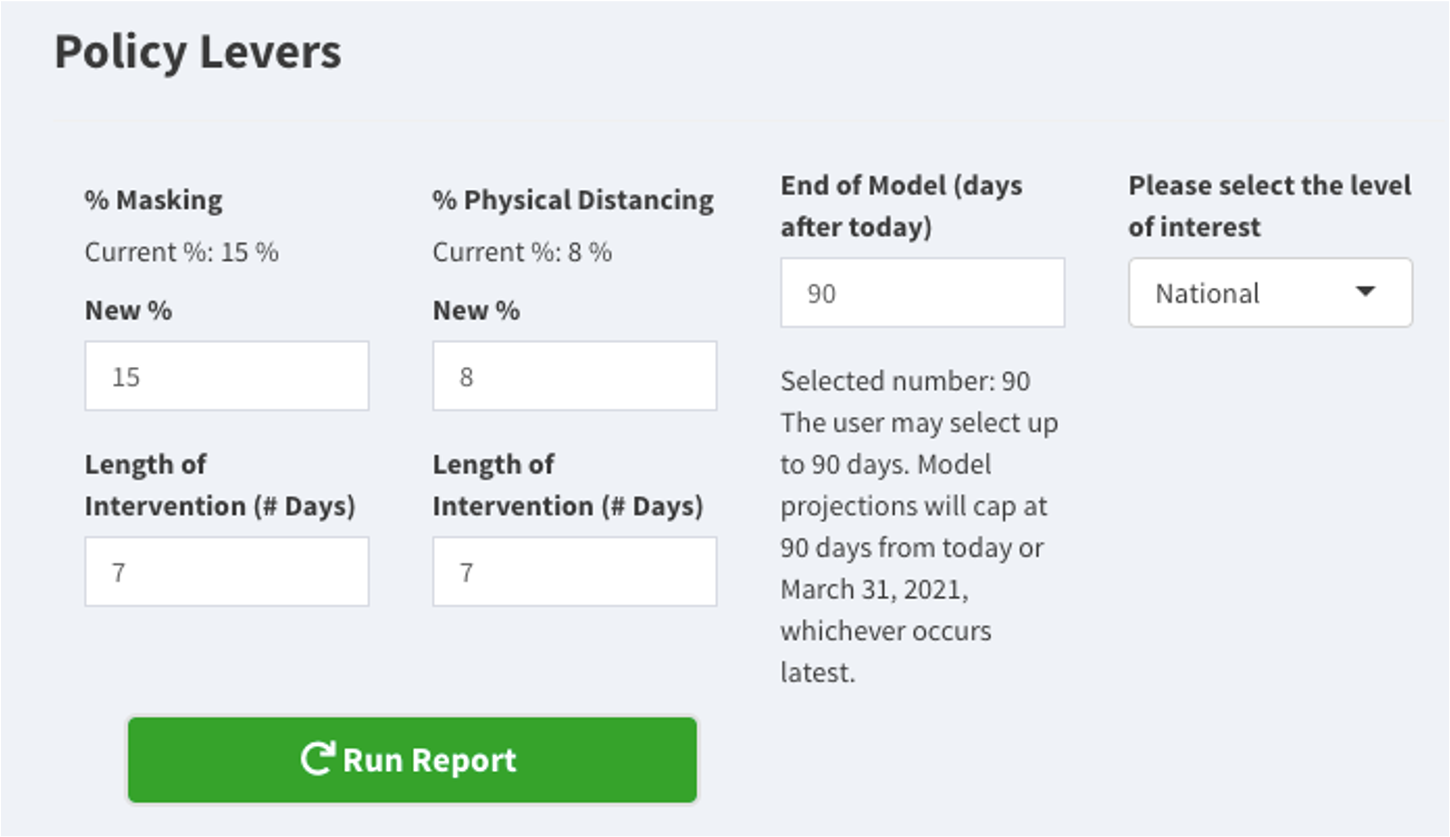 Policy Levers
% Masking
Current %: 15 %
New %
15
Length of
Intervention (# Days)
7
% Physical Distancing
Current %: 8 %
New %
8
Length of
Intervention (# Days)
7
End of Model (days
after today)
90
Selected number: 90
The user may select up
to 90 days. Model
projections will cap at
90 days from today or
March 31, 2021,
whichever occurs
latest.
Please select the level
of interest
National
Run Report